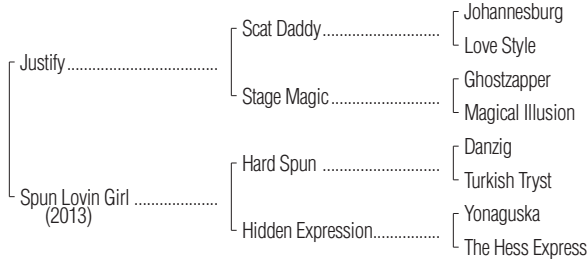 Johannesburg
Scat Daddy
Love Style
Justify
Ghostzapper
Stage Magic
Magical Illusion
Danzig
Hard Spun
Turkish Tryst
Spun Lovin Girl
(2013)
Yonaguska
Hidden Expression
The Hess Express